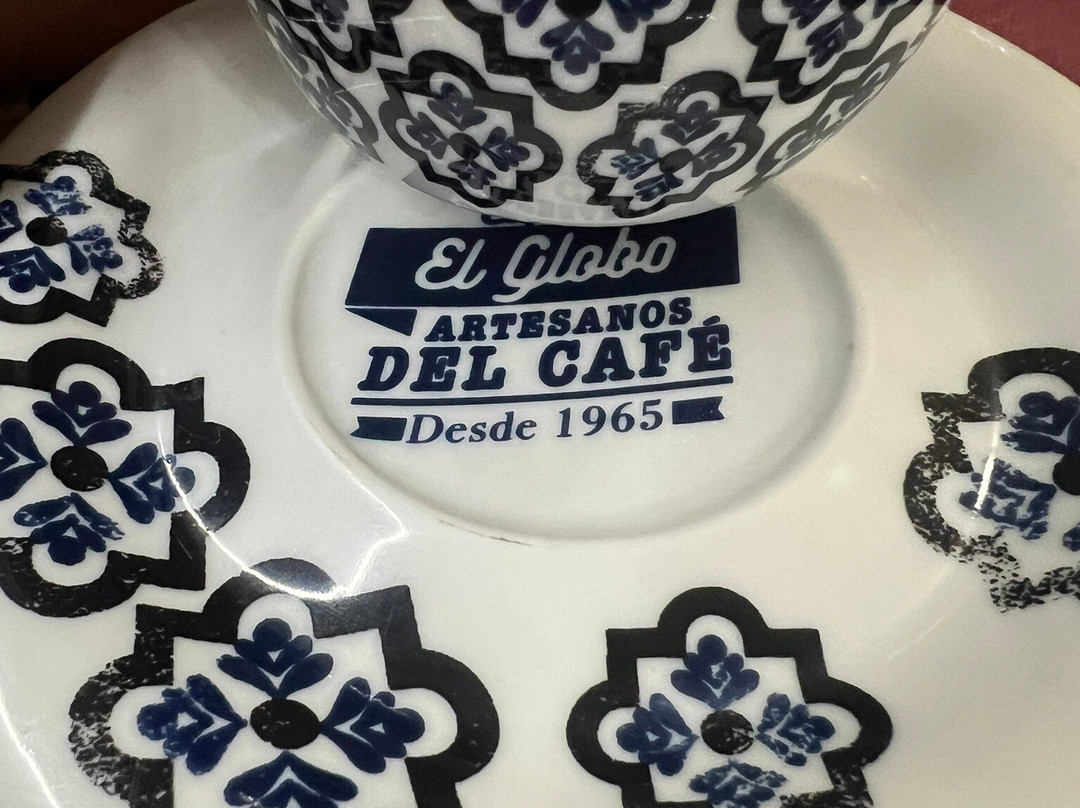 El Globo
ARTESANOS
DEL CAFÉ
Desde 1965